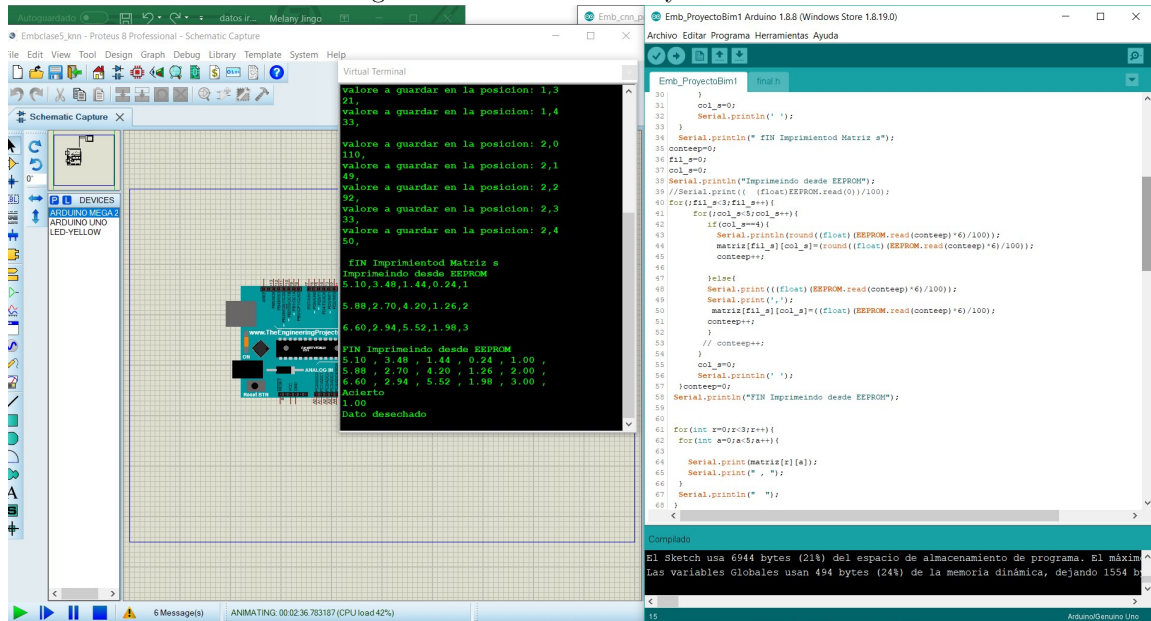 Autoguardado
datos ir...
Melany Jingo
Emb_cnn_p
Embclase5_knn - Proteus 8 Professional - Schematic Capture
File Edit View Tool Design Graph Debug Library Template System Help
Schematic Capture
0°
P L DEVICES
ARDUINO MEGA 2
ARDUINO UNO
LED-YELLOW
www.TheEngineeringProject
ON
ANALOG IN
Reset BTN
Virtual Terminal
valore a guardar en la posicion: 1,3
21,
valore a guardar en la posicion: 1,4
33,
valore a guardar en la posicion: 2,0
110,
valore a guardar en la posicion: 2,1
49,
valore a guardar en la posicion: 2,2
92,
valore a guardar en la posicion: 2,3
33,
valore a guardar en la posicion: 2,4
50,
fIN Imprimientod Matriz s
Imprimeindo desde EEPROM
5.10,3.48,1.44,0.24,1
5.88,2.70,4.20,1.26,2
6.60,2.94,5.52,1.98,3
FIN Imprimeindo desde EEPROM
5.10 , 3.48 , 1.44 , 0.24 , 1.00 ,
5.88 , 2.70 , 4.20 , 1.26 , 2.00 ,
6.60 , 2.94 , 5.52 , 1.98 , 3.00 ,
Acierto
1.00
Dato desechado
6 Message(s)
ANIMATING: 00:02:36.783187 (CPU load 42%)
Emb_ProyectoBim1 Arduino 1.8.8 (Windows Store 1.8.19.0)
Archivo Editar Programa Herramientas Ayuda
Emb_ProyectoBim1 final.h
30 }
31 col_s=0;
32 Serial.println(' ');
33 }
34 Serial.println(" fIN Imprimientod Matriz s");
35 conteep=0;
36 fil_s=0;
37 col_s=0;
38 Serial.println("Imprimeindo desde EEPROM");
39 //Serial.print(( (float)EEPROM.read(0))/100);
40 for(;fil_s<3;fil_s++){
41 for(;col_s<5;col_s++){
42 if(col_s==4){
43 Serial.println(round((float)(EEPROM.read(conteep)*6)/100));
44 matriz[fil_s][col_s]=(round((float)(EEPROM.read(conteep)*6)/100));
45 conteep++;
46
47 }else{
48 Serial.print(((float)(EEPROM.read(conteep)*6)/100));
49 Serial.print(',');
50 matriz[fil_s][col_s]=((float)(EEPROM.read(conteep)*6)/100);
51 conteep++;
52 }
53 // conteep++;
54 }
55 col_s=0;
56 Serial.println(' ');
57 }conteep=0;
58 Serial.println("FIN Imprimeindo desde EEPROM");
59
60
61 for(int r=0;r<3;r++){
62 for(int a=0;a<5;a++){
63
64 Serial.print(matriz[r][a]);
65 Serial.print(" , ");
66 }
67 Serial.println(" ");
68 }
Compilado
El Sketch usa 6944 bytes (21%) del espacio de almacenamiento de programa. El máxim
Las variables Globales usan 494 bytes (24%) de la memoria dinámica, dejando 1554 b
15
Arduino/Genuino Uno